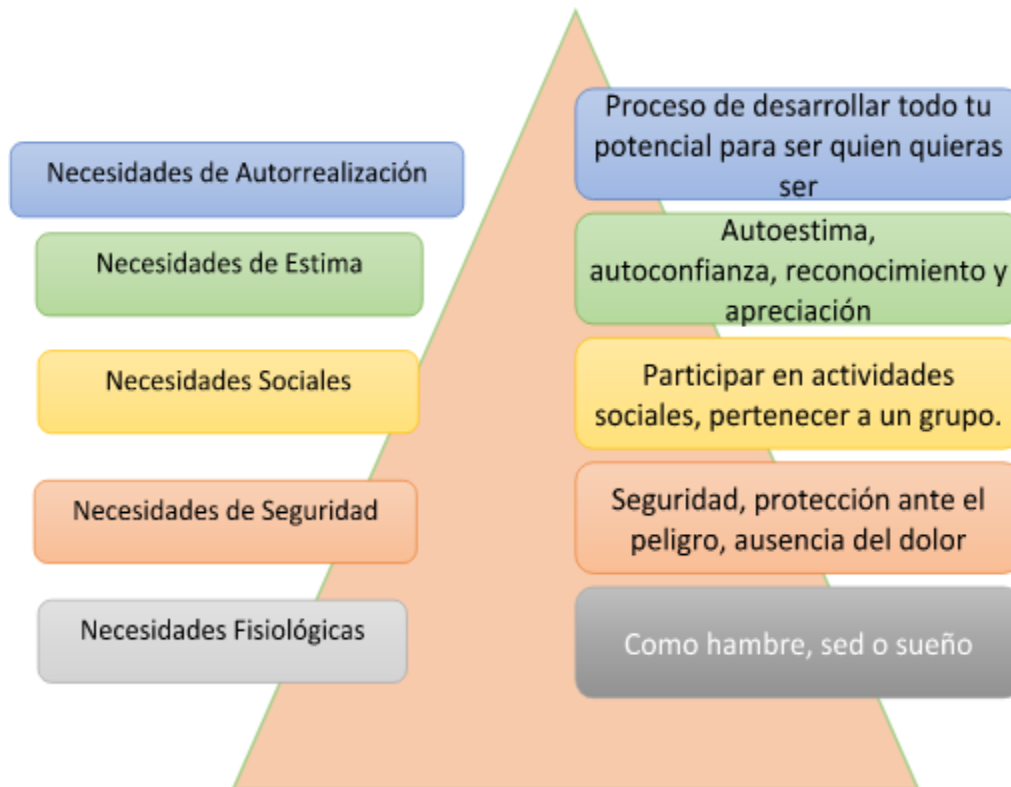 Necesidades de Autorrealización
Proceso de desarrollar todo tu
potencial para ser quien quieras
ser
Necesidades de Estima
Autoestima,
autoconfianza, reconocimiento y
apreciación
Necesidades Sociales
Participar en actividades
sociales, pertenecer a un grupo.
Necesidades de Seguridad
Seguridad, protección ante el
peligro, ausencia del dolor
Necesidades Fisiológicas
Como hambre, sed o sueño